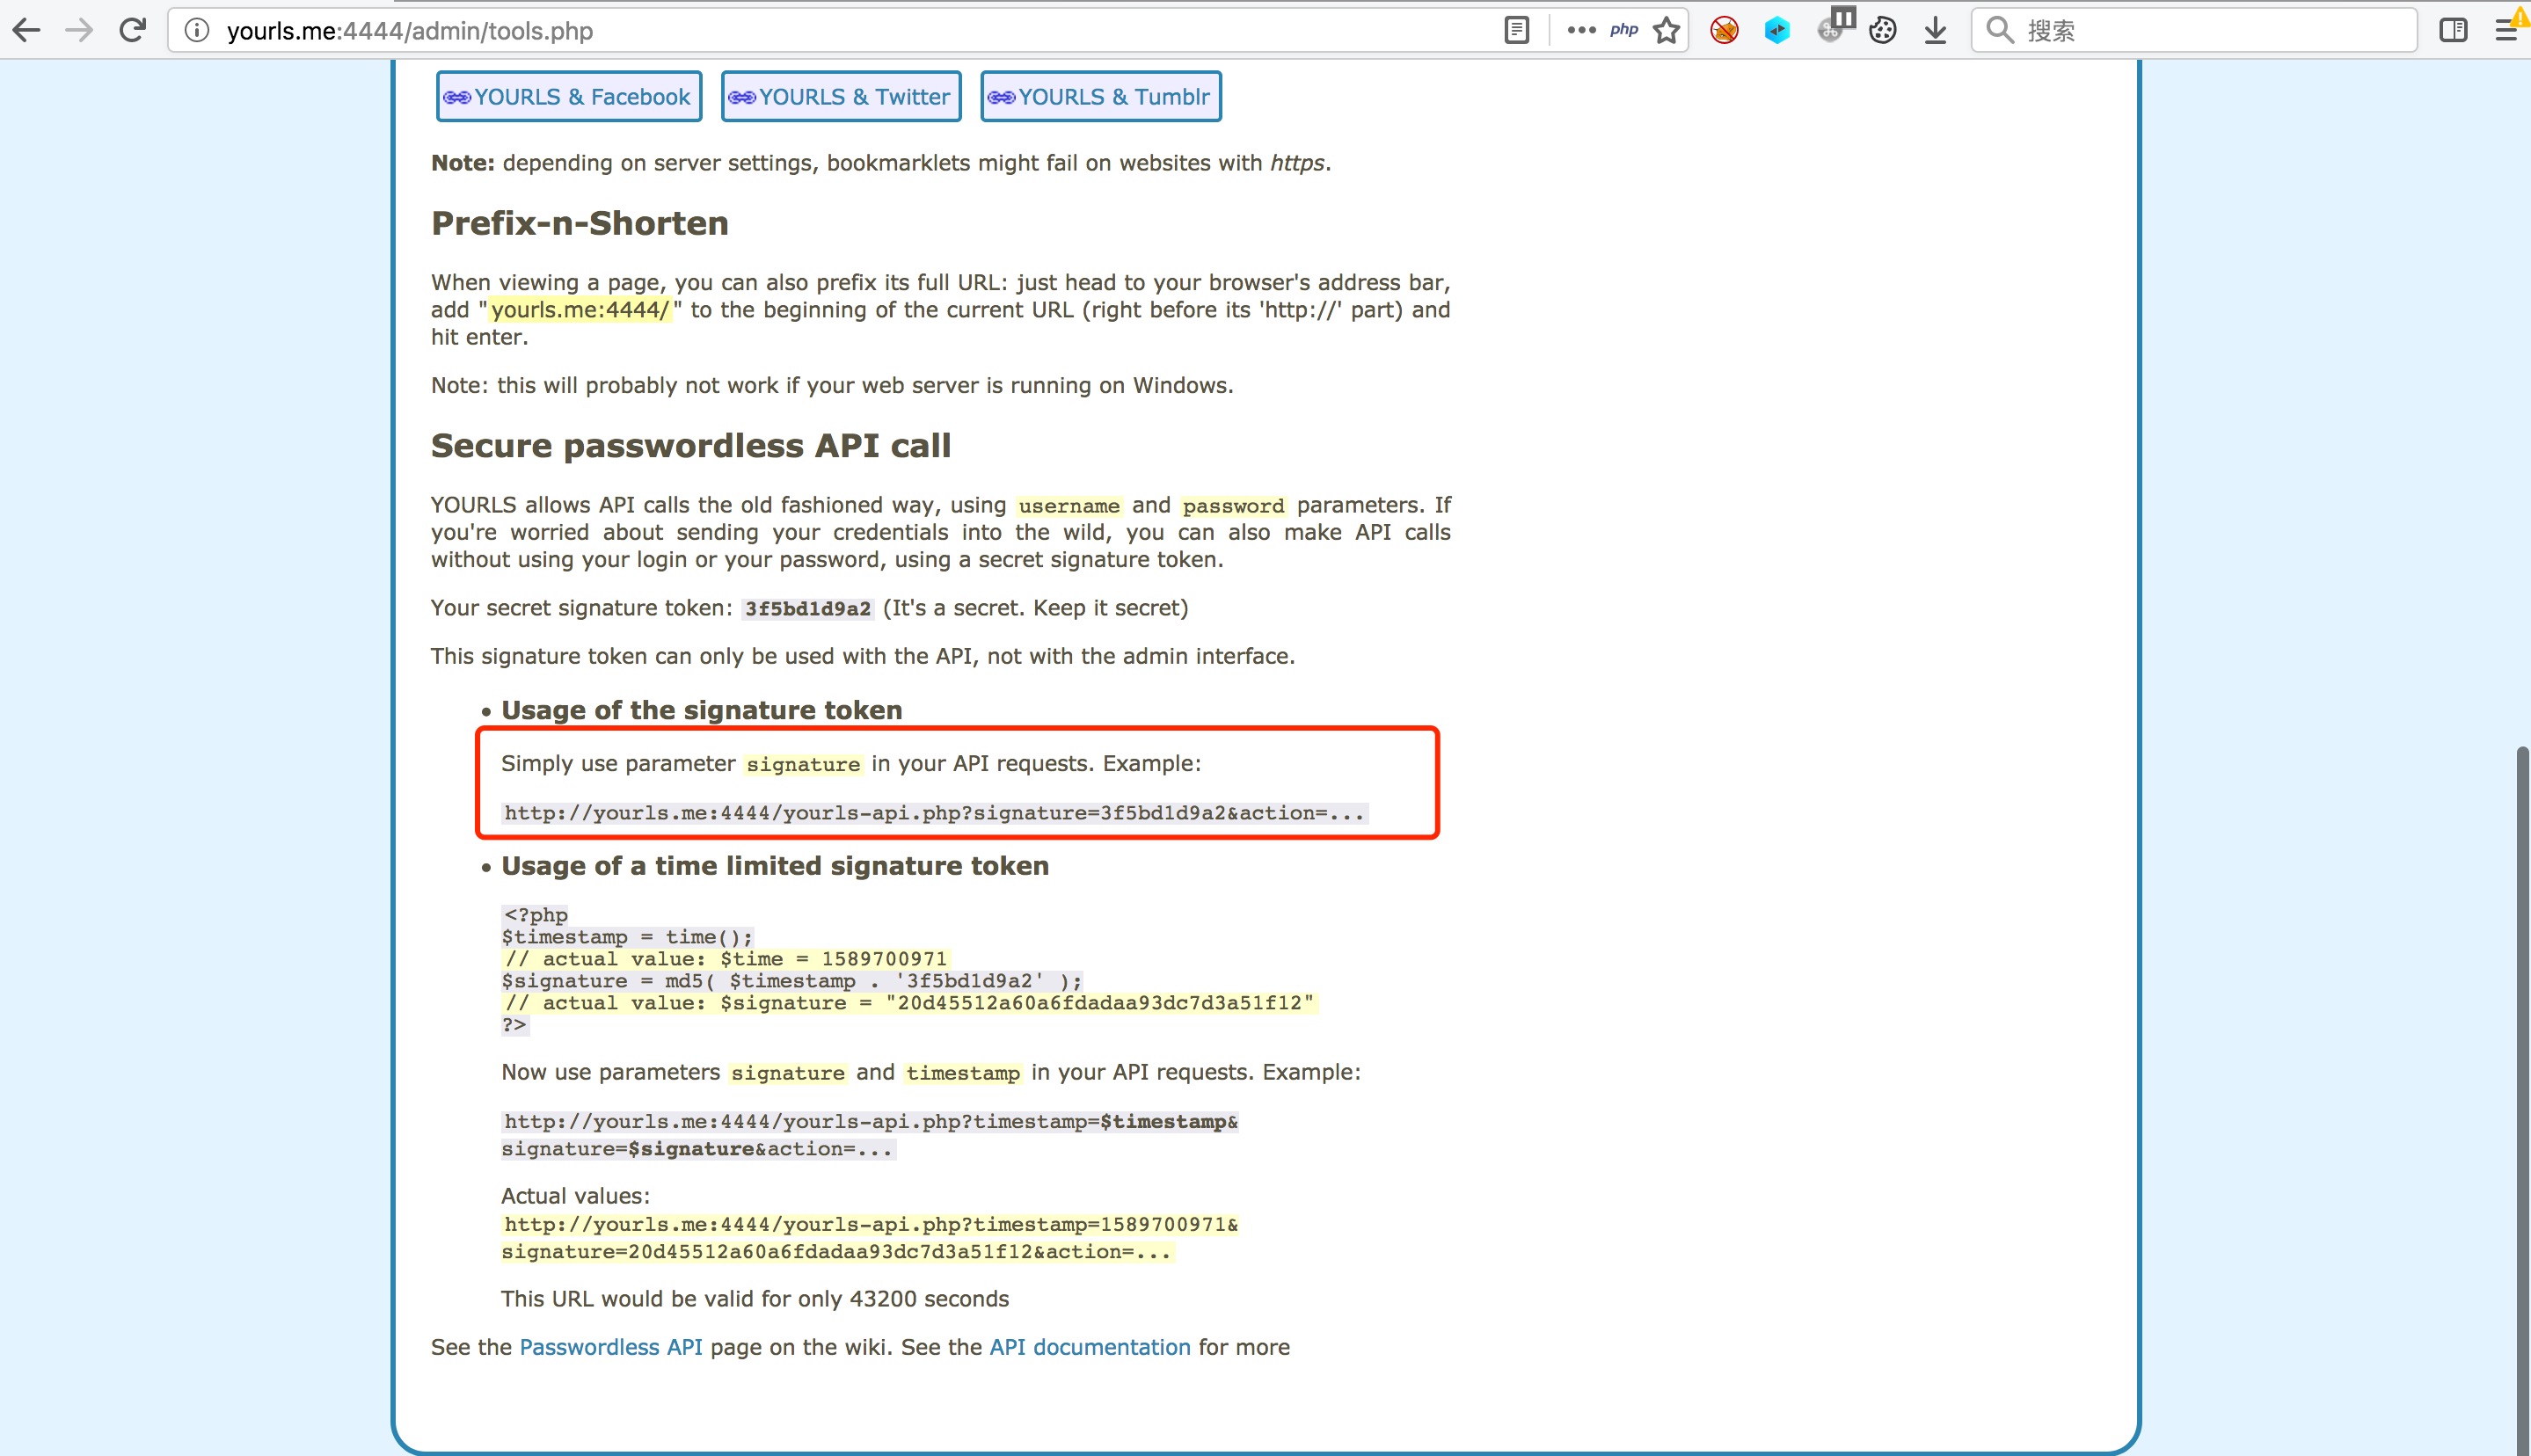 yourls.me:4444/admin/tools.php
php
搜索
YOURLS & Facebook
YOURLS & Twitter
YOURLS & Tumblr
Note: depending on server settings, bookmarklets might fail on websites with https.
Prefix-n-Shorten
When viewing a page, you can also prefix its full URL: just head to your browser's address bar,
add "yourls.me:4444/" to the beginning of the current URL (right before its 'http://' part) and
hit enter.
Note: this will probably not work if your web server is running on Windows.
Secure passwordless API call
YOURLS allows API calls the old fashioned way, using username and password parameters. If
you're worried about sending your credentials into the wild, you can also make API calls
without using your login or your password, using a secret signature token.
Your secret signature token: 3f5bd1d9a2 (It's a secret. Keep it secret)
This signature token can only be used with the API, not with the admin interface.
• Usage of the signature token
Simply use parameter signature in your API requests. Example:
http://yourls.me:4444/yourls-api.php?signature=3f5bd1d9a2&action=...
• Usage of a time limited signature token
<?php
$timestamp = time();
// actual value: $time = 1589700971
$signature = md5( $timestamp . '3f5bd1d9a2' );
// actual value: $signature = "20d45512a60a6fdadaa93dc7d3a51f12"
?>
Now use parameters signature and timestamp in your API requests. Example:
http://yourls.me:4444/yourls-api.php?timestamp=$timestamp&
signature=$signature&action=...
Actual values:
http://yourls.me:4444/yourls-api.php?timestamp=1589700971&
signature=20d45512a60a6fdadaa93dc7d3a51f12&action=...
This URL would be valid for only 43200 seconds
See the Passwordless API page on the wiki. See the API documentation for more